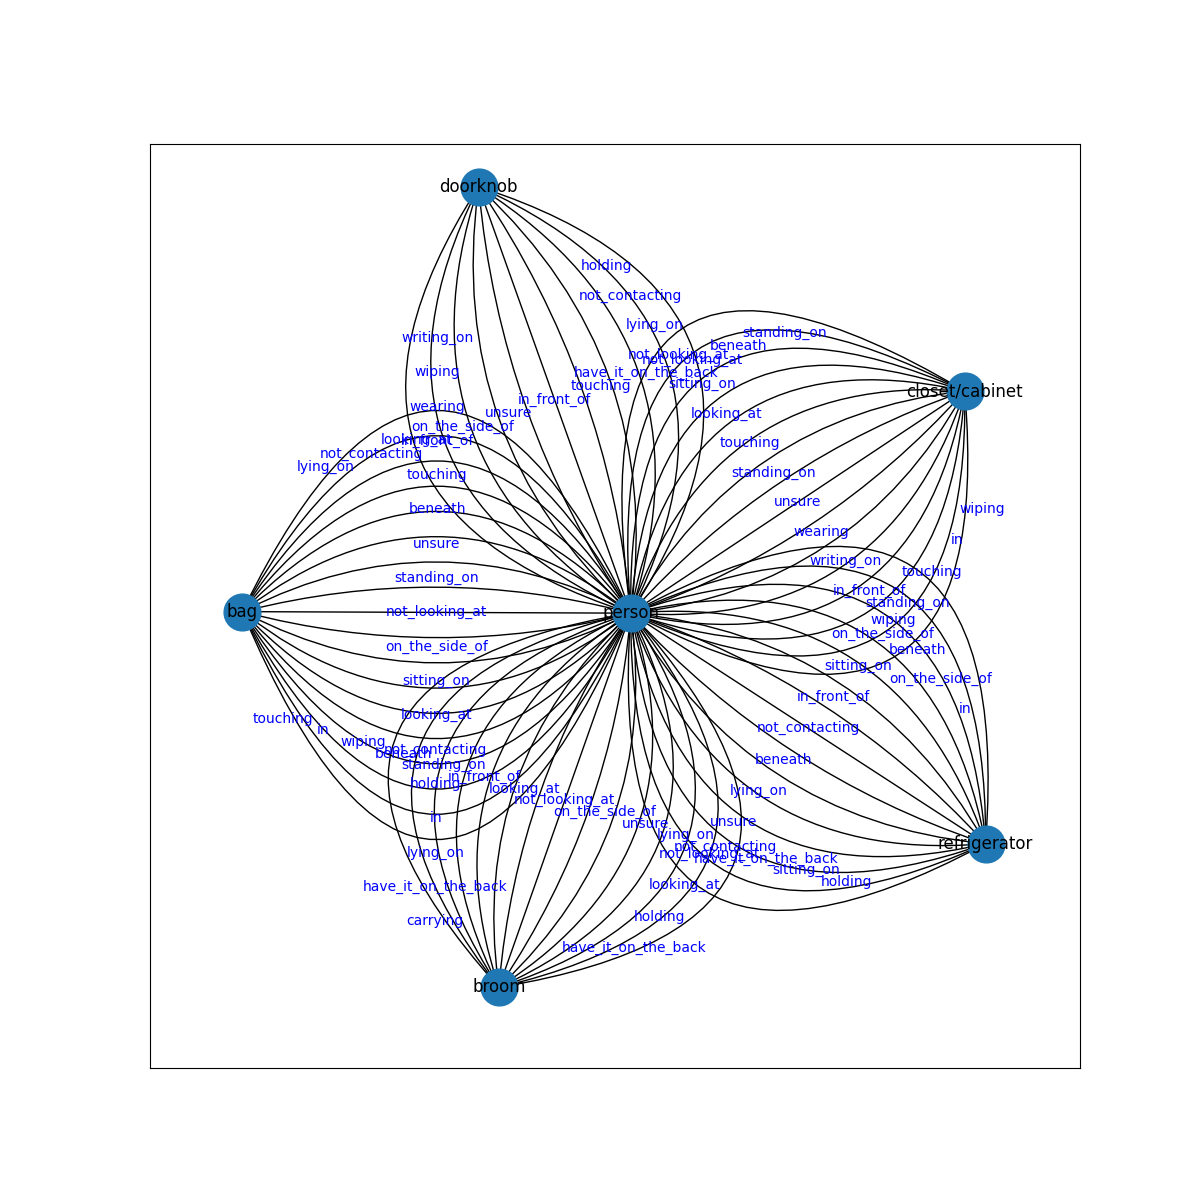 doorknob
holding
not_contacting
lying_on
standing_on
writing_on
beneath
not_looking_at
not_looking_at
wiping
have_it_on_the_back
touching
sitting_on
closet/cabinet
in_front_of
wearing
unsure
looking_at
on_the_side_of
looking_at
in_front_of
touching
not_contacting
lying_on
touching
standing_on
unsure
beneath
wiping
wearing
in
unsure
writing_on
touching
standing_on
in_front_of
standing_on
bag
not_looking_at
person
wiping
on_the_side_of
on_the_side_of
beneath
sitting_on
sitting_on
on_the_side_of
in_front_of
in
looking_at
touching
in
not_contacting
wiping
not_contacting
beneath
beneath
standing_on
in_front_of
holding
looking_at
lying_on
not_looking_at
on_the_side_of
in
unsure
unsure
lying_on
refrigerator
not_contacting
lying_on
not_looking_at
have_it_on_the_back
sitting_on
holding
looking_at
have_it_on_the_back
holding
carrying
have_it_on_the_back
broom